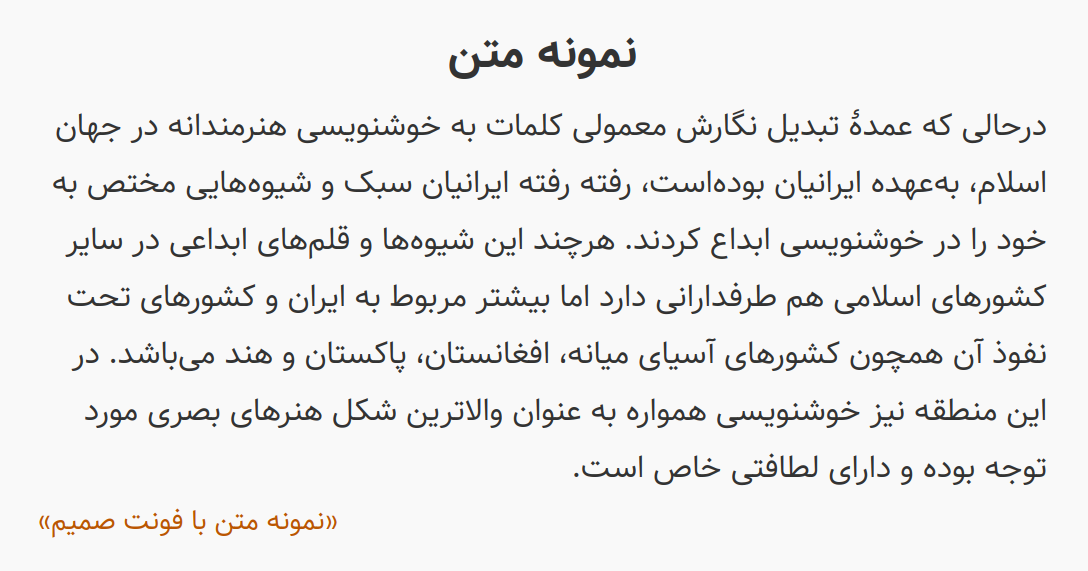 نمونه متن
درحالی که عمدهٔ تبدیل نگارش معمولی کلمات به خوشنویسی هنرمندانه در جهان
اسلام، به‌عهده ایرانیان بوده‌است، رفته رفته ایرانیان سبک و شیوه‌هایی مختص به
خود را در خوشنویسی ابداع کردند. هرچند این شیوه‌ها و قلم‌های ابداعی در سایر
کشورهای اسلامی هم طرفدارانی دارد اما بیشتر مربوط به ایران و کشورهای تحت
نفوذ آن همچون کشورهای آسیای میانه، افغانستان، پاکستان و هند می‌باشد. در
این منطقه نیز خوشنویسی همواره به عنوان والاترین شکل هنرهای بصری مورد
توجه بوده و دارای لطافتی خاص است.
«نمونه متن با فونت صمیم»